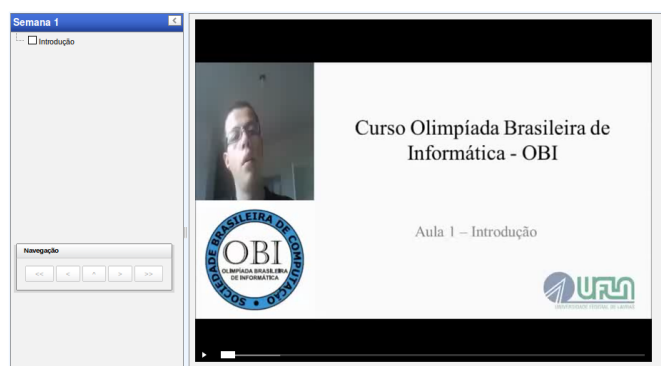 Semana 1
<
Introdução
Navegação
<<
<
^
>
>>
Curso Olimpíada Brasileira de
Informática - OBI
Aula 1 – Introdução
SOCIEDADE BRASILEIRA DE COMPUTAÇÃO
OBI
OLIMPÍADA BRASILEIRA
DE INFORMÁTICA
UFLA
UNIVERSIDADE FEDERAL DE LAVRAS